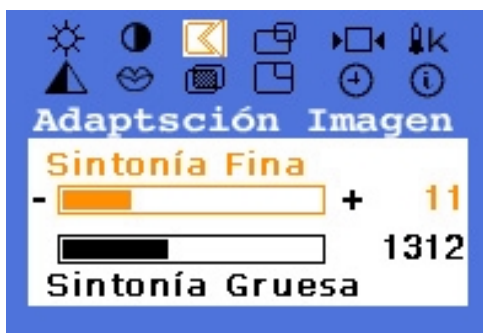 K
Adaptsción Imagen
Sintonía Fina
- + 11
1312
Sintonía Gruesa